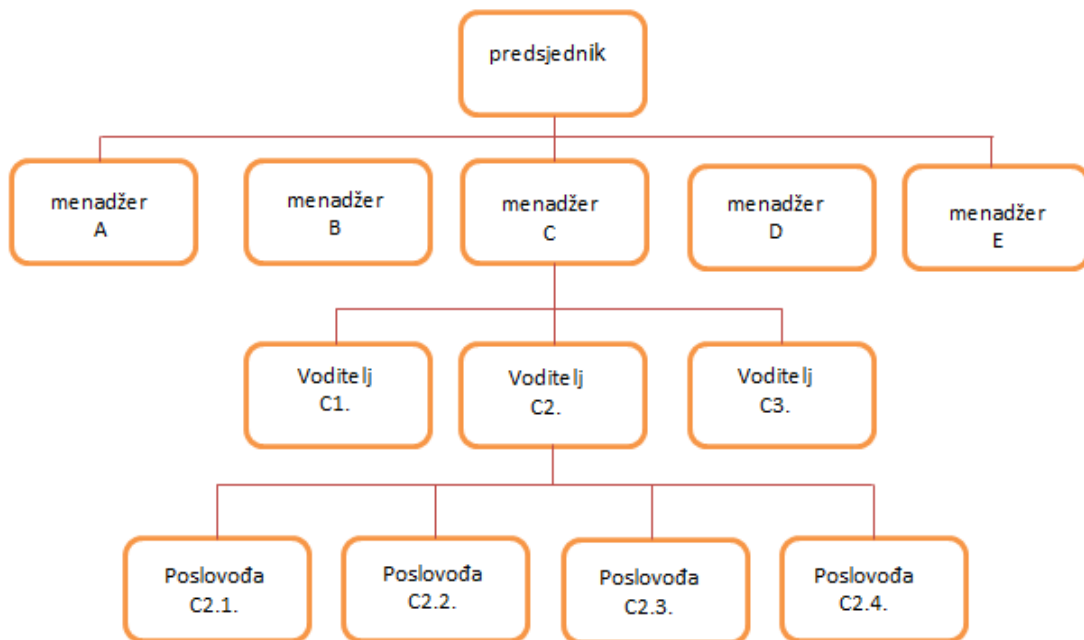 predsjednik
menadžer
A
menadžer
B
menadžer
C
menadžer
D
menadžer
E
Voditelj
C1.
Voditelj
C2.
Voditelj
C3.
Poslovođa
C2.1.
Poslovođa
C2.2.
Poslovođa
C2.3.
Poslovođa
C2.4.